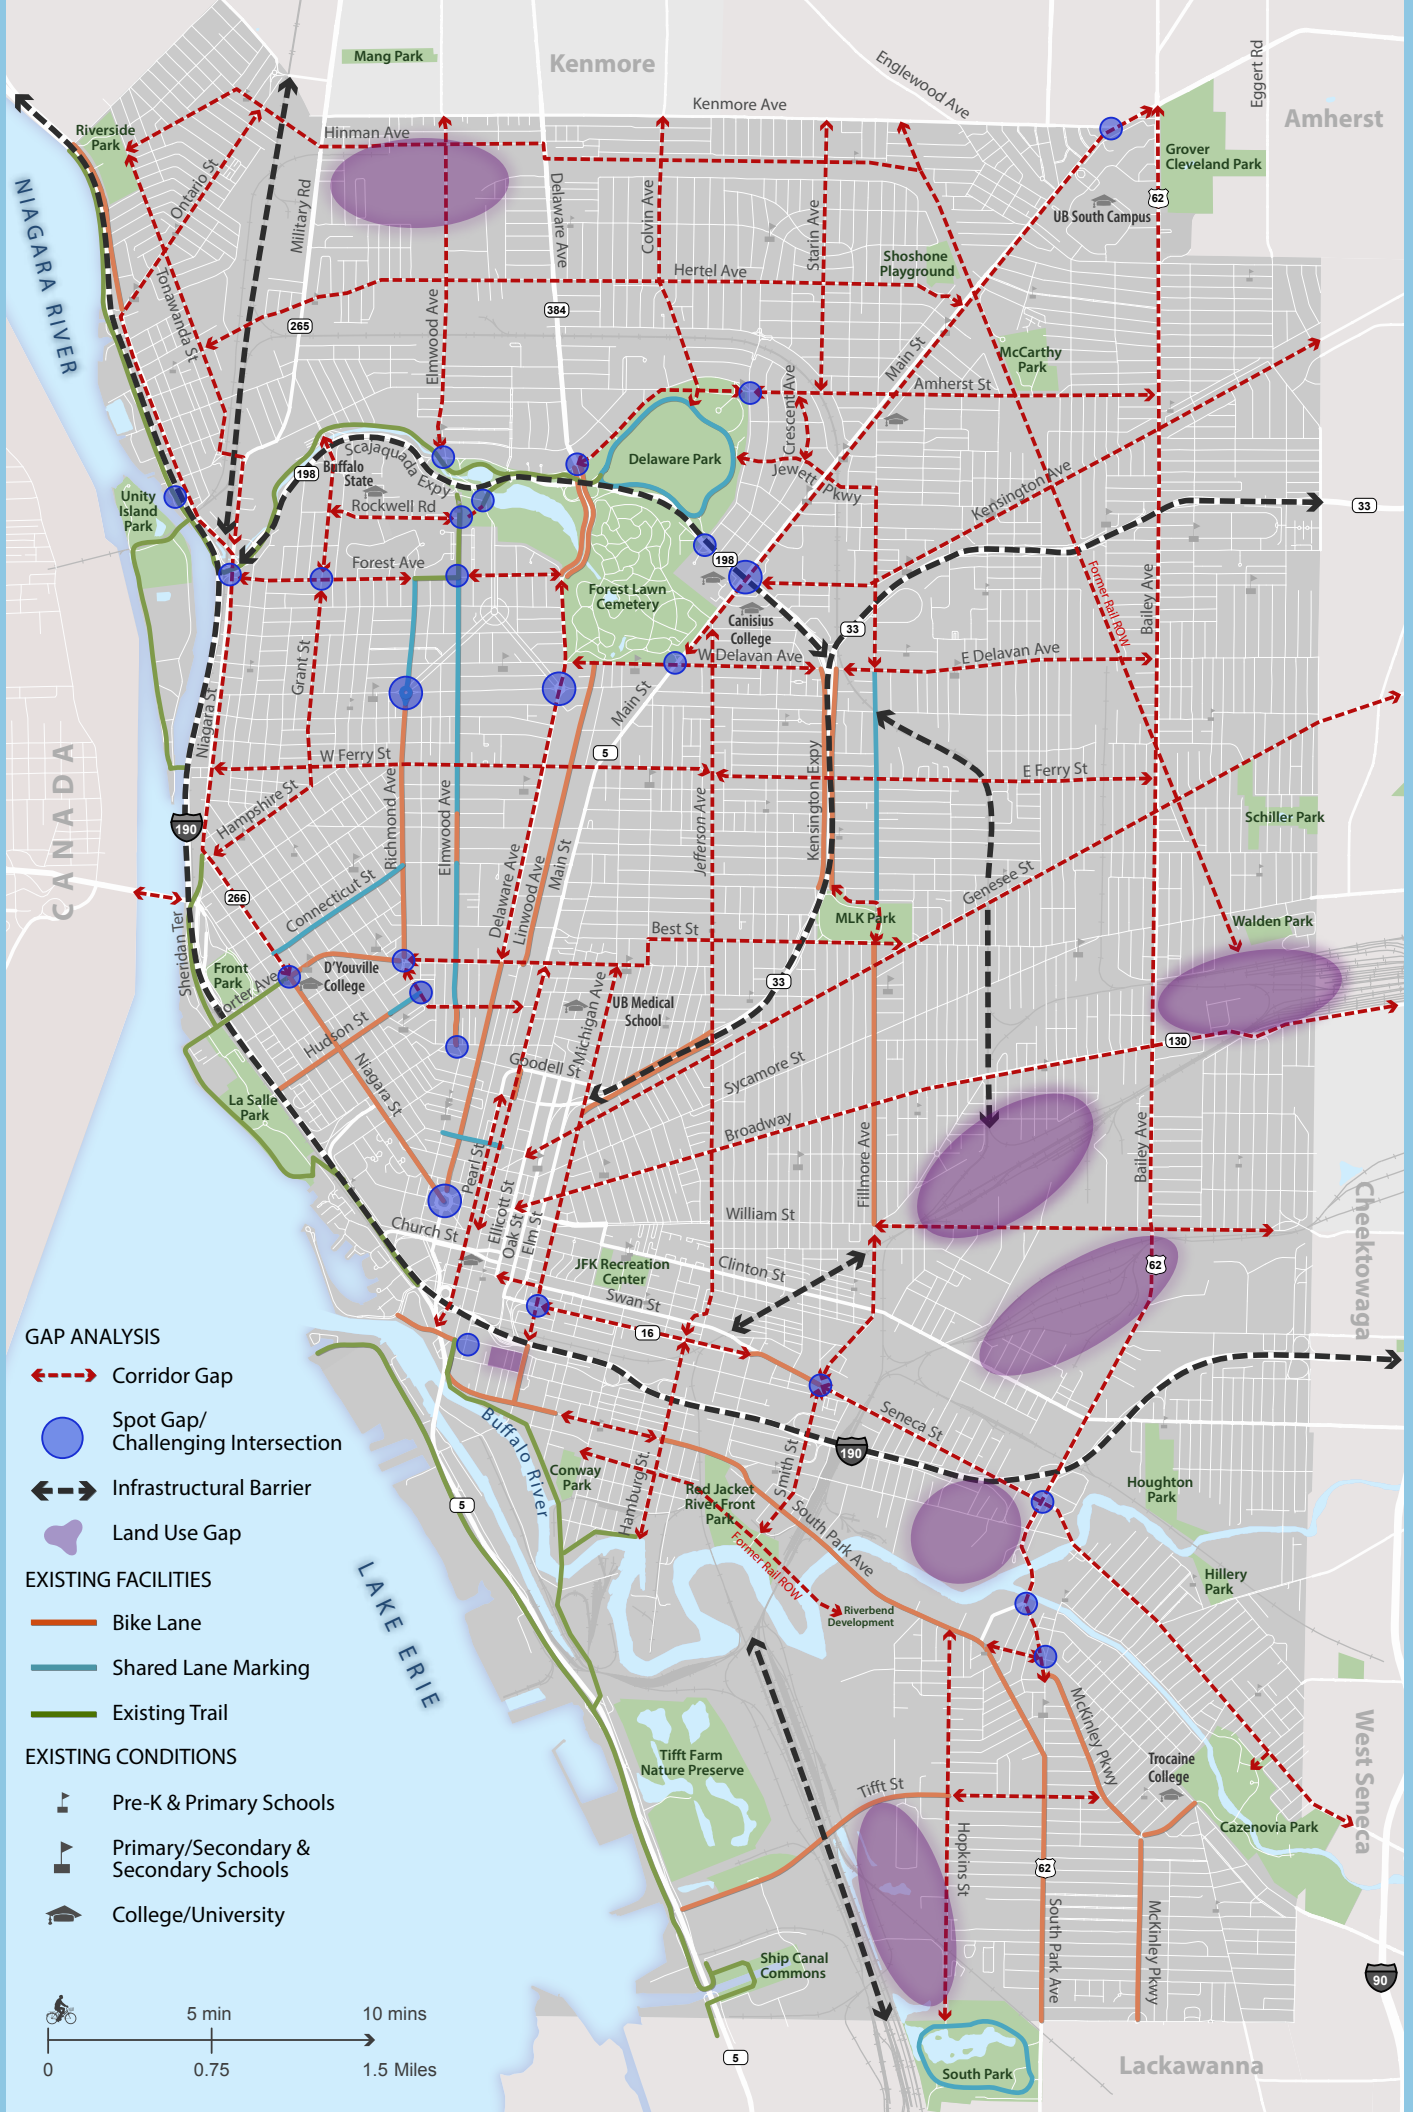 Mang Park
Kenmore
Englewood Ave
Eggert Rd
Kenmore Ave
Amherst
Riverside
Park
Hinman Ave
Grover
Cleveland Park
Ontario St
Military Rd
Delaware Ave
Colvin Ave
Starin Ave
62
UB South Campus
NIAGARA RIVER
Shoshone
Playground
Hertel Ave
Tonawanda St
265
384
Elmwood Ave
Main St
McCarthy
Park
Crescent Ave
Amherst St
Scajaquada Expy
Delaware Park
198
Buffalo
State
Jewett Pkwy
Kensington Ave
Unity
Island
Park
Rockwell Rd
33
198
Forest Ave
Forest Lawn
Cemetery
Former Rail ROW
Bailey Ave
Canisius
College
33
Grant St
W Delavan Ave
E Delavan Ave
Main St
Niagara St
CANADA
W Ferry St
5
E Ferry St
Hampshire St
Richmond Ave
Elmwood Ave
Jefferson Ave
Kensington Expy
190
Schiller Park
Delaware Ave
Linwood Ave
Main St
Connecticut St
266
Genesee St
MLK Park
Walden Park
Sheridan Ter
Best St
Front
Park
D'Youville
College
Porter Ave
33
UB Medical
School
Michigan Ave
Hudson St
130
Goodell St
Sycamore St
Niagara St
La Salle
Park
Broadway
Pearl St
Fillmore Ave
Bailey Ave
Ellicott St
Oak St
Elm St
William St
Church St
Cheektowaga
JFK Recreation
Center
Clinton St
62
Swan St
16
GAP ANALYSIS
Corridor Gap
Spot Gap/
Challenging Intersection
Infrastructural Barrier
Land Use Gap
Seneca St
Buffalo River
190
Smith St
Conway
Park
Hamburg St.
Red Jacket
River Front
Park
Houghton
Park
5
South Park Ave
Former Rail ROW
LAKE ERIE
Hillery
Park
EXISTING FACILITIES
Bike Lane
Shared Lane Marking
Existing Trail
Riverbend
Development
McKinley Pkwy
West Seneca
EXISTING CONDITIONS
Pre-K & Primary Schools
Primary/Secondary &
Secondary Schools
College/University
Tifft Farm
Nature Preserve
Trocaine
College
Tifft St
Cazenovia Park
Hopkins St
62
South Park Ave
McKinley Pkwy
Ship Canal
Commons
90
5 min
10 mins
0
0.75
1.5 Miles
5
South Park
Lackawanna